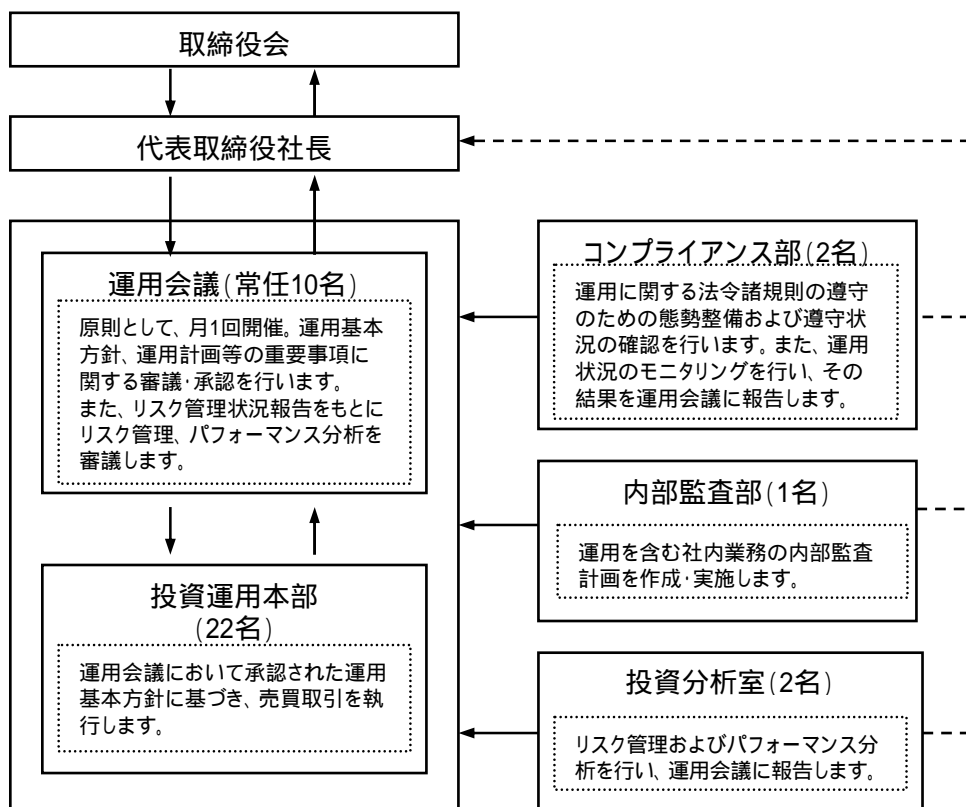 取締役会
代表取締役社長
運用会議(常任10名)
原則として、月1回開催。運用基本
方針、運用計画等の重要事項に
関する審議・承認を行います。
また、リスク管理状況報告をもとに
リスク管理、パフォーマンス分析を
審議します。
投資運用本部
(22名)
運用会議において承認された運用
基本方針に基づき、売買取引を執
行します。
コンプライアンス部(2名)
運用に関する法令諸規則の遵守
のための態勢整備および遵守状
況の確認を行います。また、運用
状況のモニタリングを行い、その
結果を運用会議に報告します。
内部監査部(1名)
運用を含む社内業務の内部監査
計画を作成・実施します。
投資分析室(2名)
リスク管理およびパフォーマンス分
析を行い、運用会議に報告します。